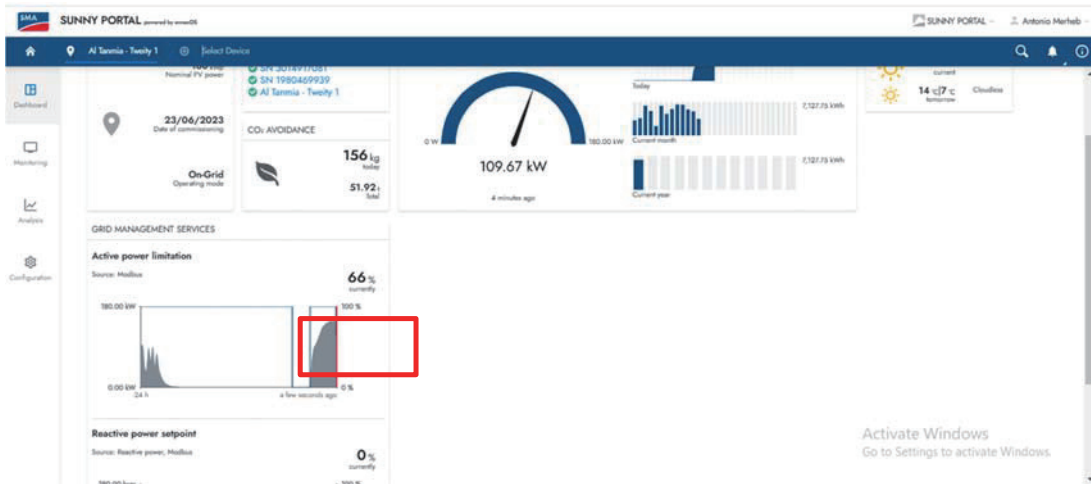 SMA
SUNNY PORTAL powered by ennexOS
SUNNY PORTAL
Antonio Merheb
Al Tanmia - Tweity 1
Select Device
Dashboard
Monitoring
Analysis
Configuration
Nominal PV power
23/06/2023
Date of commissioning
On-Grid
Operating mode
SN 1980469939
Al Tanmia - Tweity 1
CO₂ AVOIDANCE
156 kg
today
51.92 t
Total
0 W
180.00 kW
109.67 kW
4 minutes ago
Today
Current month
7,127.75 kWh
Current year
7,127.75 kWh
current
14 °C|7 °C
tomorrow
Cloudless
GRID MANAGEMENT SERVICES
Active power limitation
Source: Modbus
66 %
currently
180.00 kW
100 %
0.00 kW
0 %
-24 h
a few seconds ago
Reactive power setpoint
Source: Reactive power, Modbus
0 %
currently
100 %
Activate Windows
Go to Settings to activate Windows.